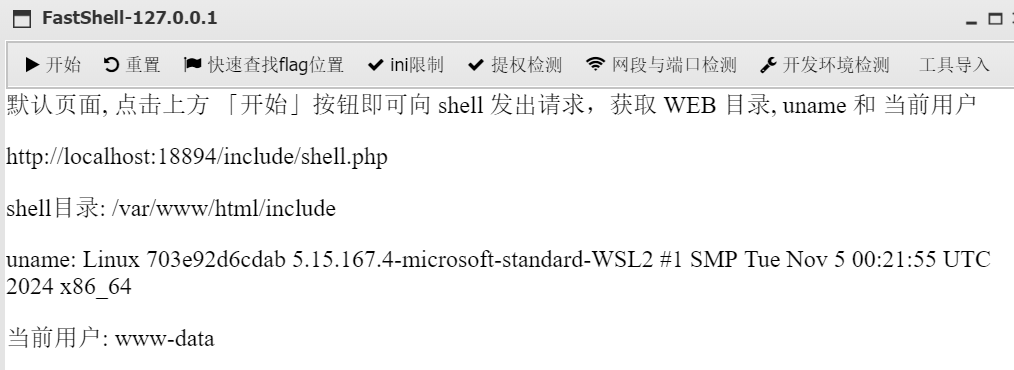 FastShell-127.0.0.1
开始 重置 快速查找flag位置 ini限制 提权检测 网段与端口检测 开发环境检测 工具导入
默认页面, 点击上方 「开始」按钮即可向 shell 发出请求，获取 WEB 目录, uname 和 当前用户
http://localhost:18894/include/shell.php
shell目录: /var/www/html/include
uname: Linux 703e92d6cdab 5.15.167.4-microsoft-standard-WSL2 #1 SMP Tue Nov 5 00:21:55 UTC
2024 x86_64
当前用户: www-data